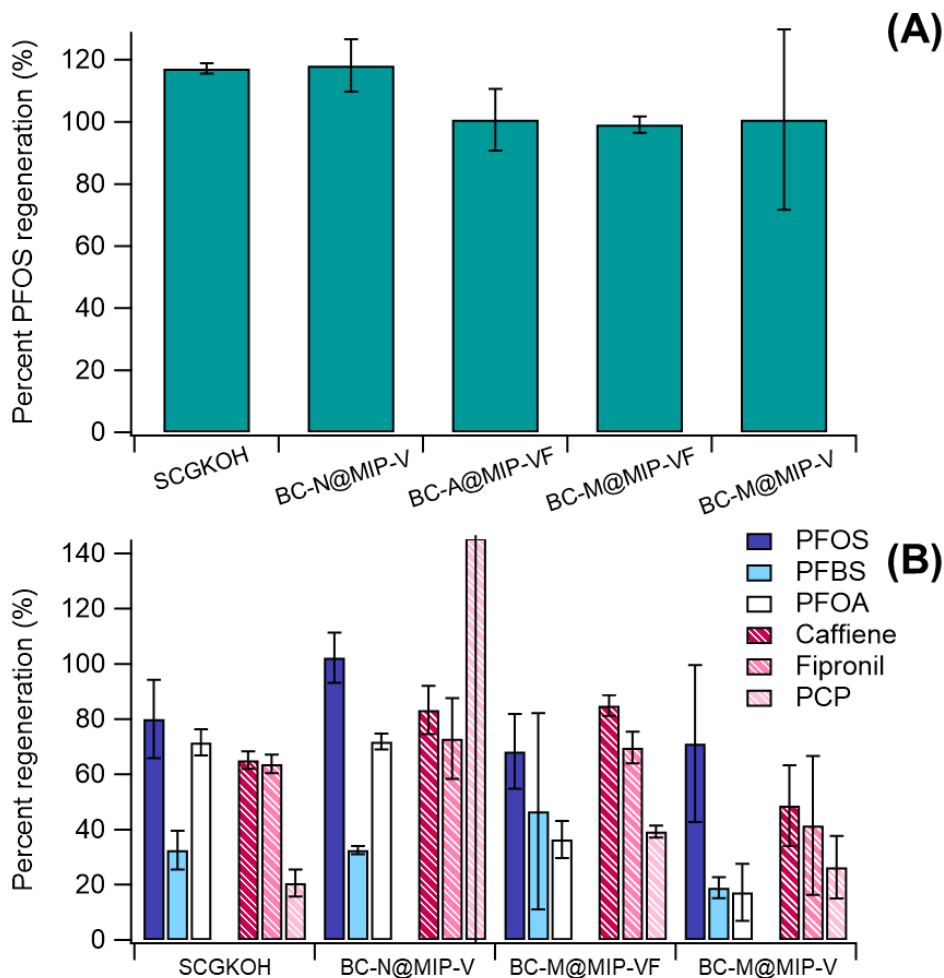 (A)
Percent PFOS regeneration (%)
120
100
80
60
40
20
0
SCGKOH
BC-N@MIP-V
BC-A@MIP-VF
BC-M@MIP-VF
BC-M@MIP-V
(B)
PFOS
PFBS
PFOA
Caffiene
Fipronil
PCP
Percent regeneration (%)
140
120
100
80
60
40
20
0
SCGKOH
BC-N@MIP-V
BC-M@MIP-VF
BC-M@MIP-V